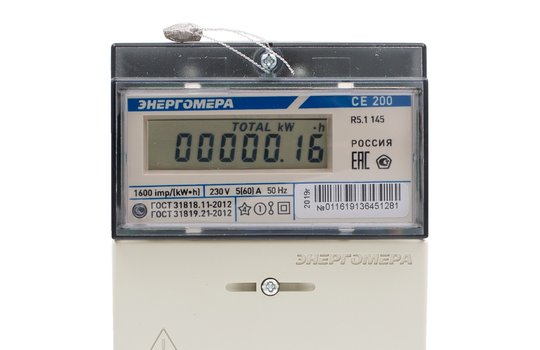 ЭНЕРГОМЕРА CE 200
R5.1 145
TOTAL kW·h
00000.16
РОССИЯ
EAC
1600 imp/(kW•h) 230 V 5(60) A 50 Hz
ГОСТ 31818.11-2012
ГОСТ 31819.21-2012
2019г
№011619136451281
ЭНЕРГОМЕРА